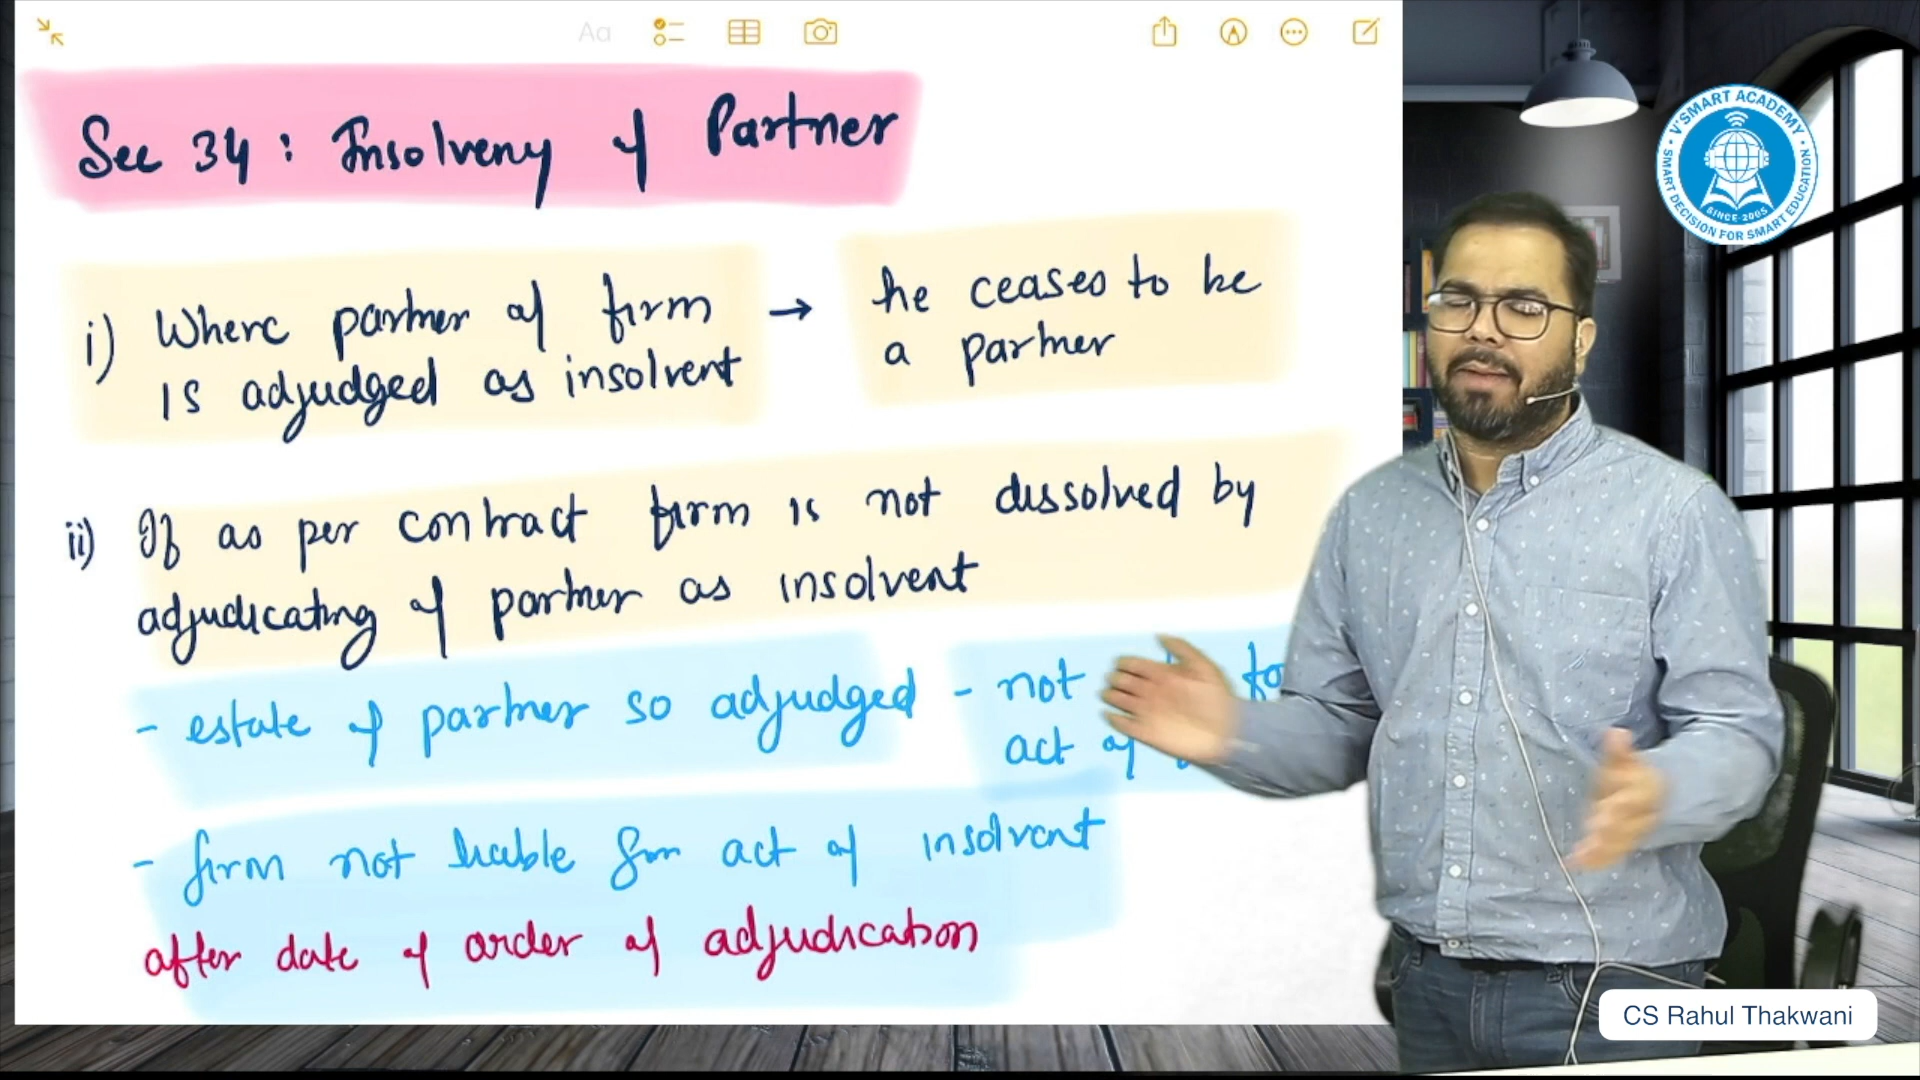 Aa
Sec 34 : Insolveny of Partner
i) Where partner of firm → he ceases to be
is adjudged as insolvent a partner
ii) If as per contract firm is not dissolved by
adjudicating of partner as insolvent
- estate of partner so adjudged - not
act of
- firm not liable for act of insolvent
after date of order of adjudication
V'SMART ACADEMY
SINCE-2005
SMART DECISION FOR SMART EDUCATION
CS Rahul Thakwani